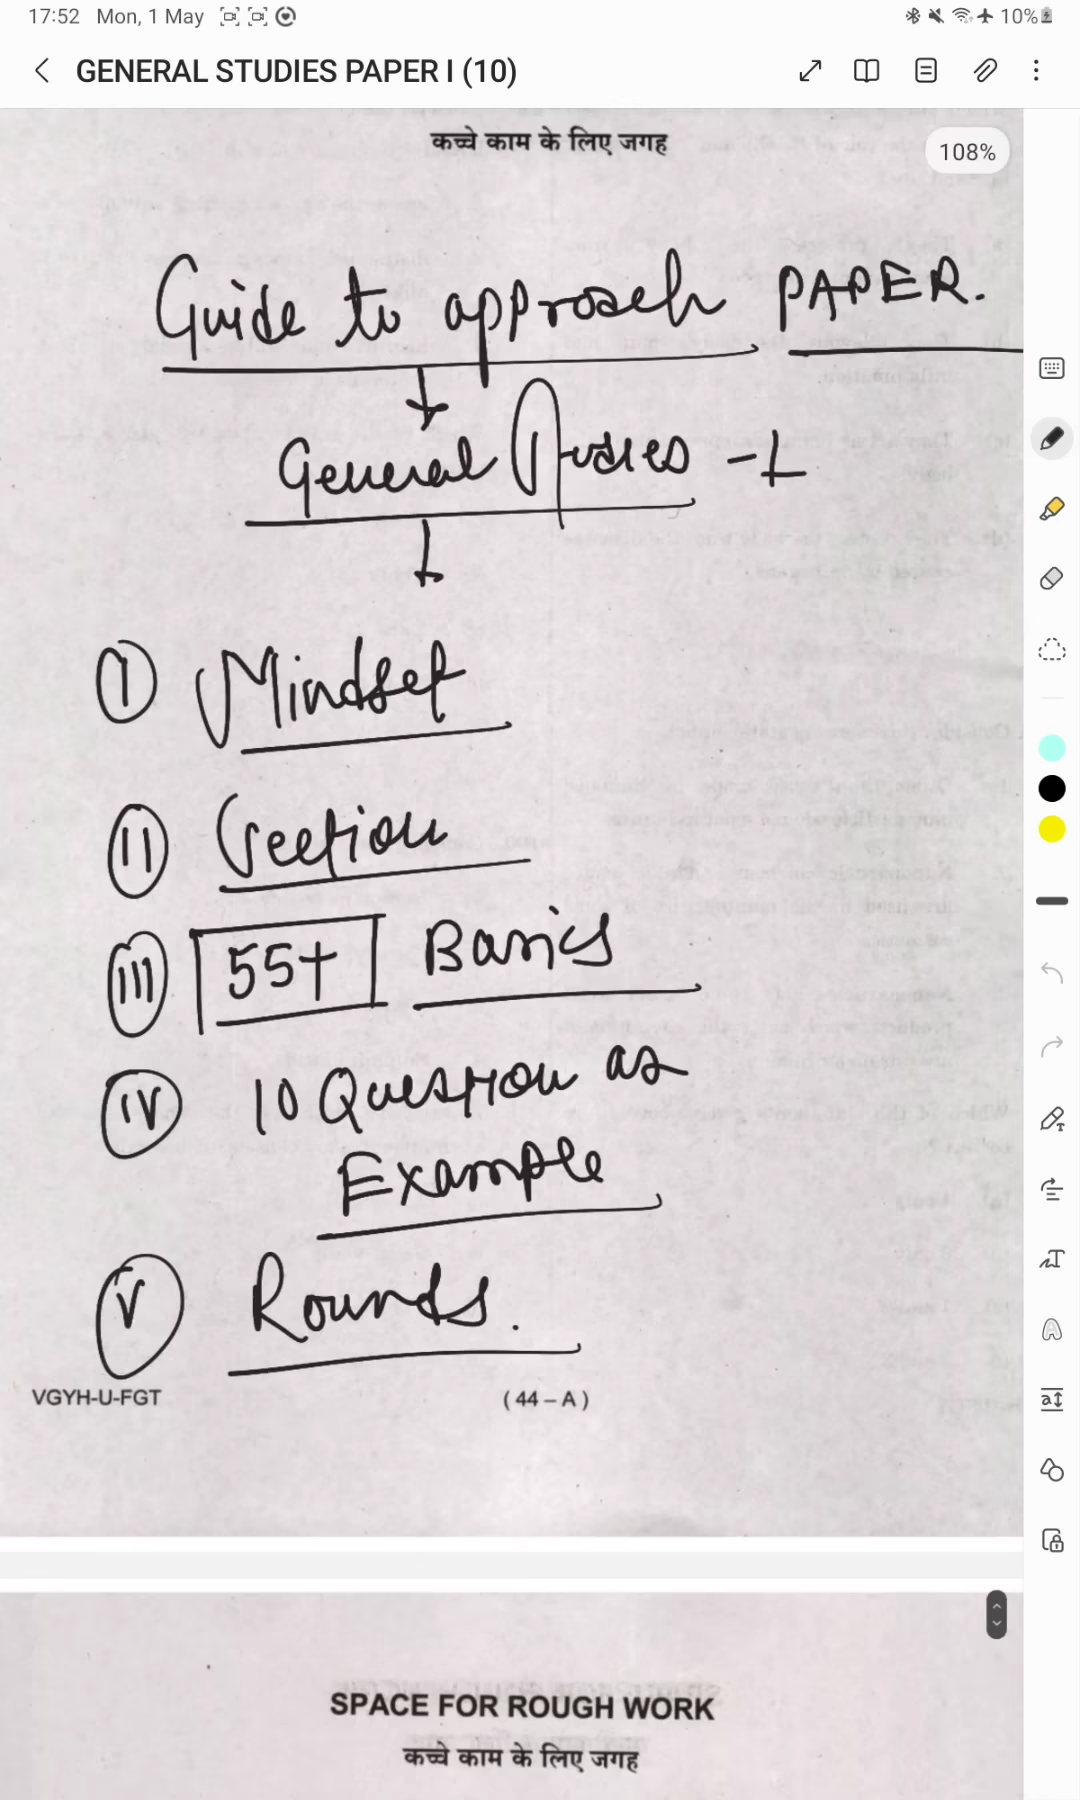 17:52 Mon, 1 May
10%
GENERAL STUDIES PAPER I (10)
कच्चे काम के लिए जगह
108%
Guide to approach PAPER.
General Studies - I
I Mindset
II Section
III 55+ Basics
IV 10 Question as
Example
V Rounds.
VGYH-U-FGT
( 44 – A )
SPACE FOR ROUGH WORK
कच्चे काम के लिए जगह